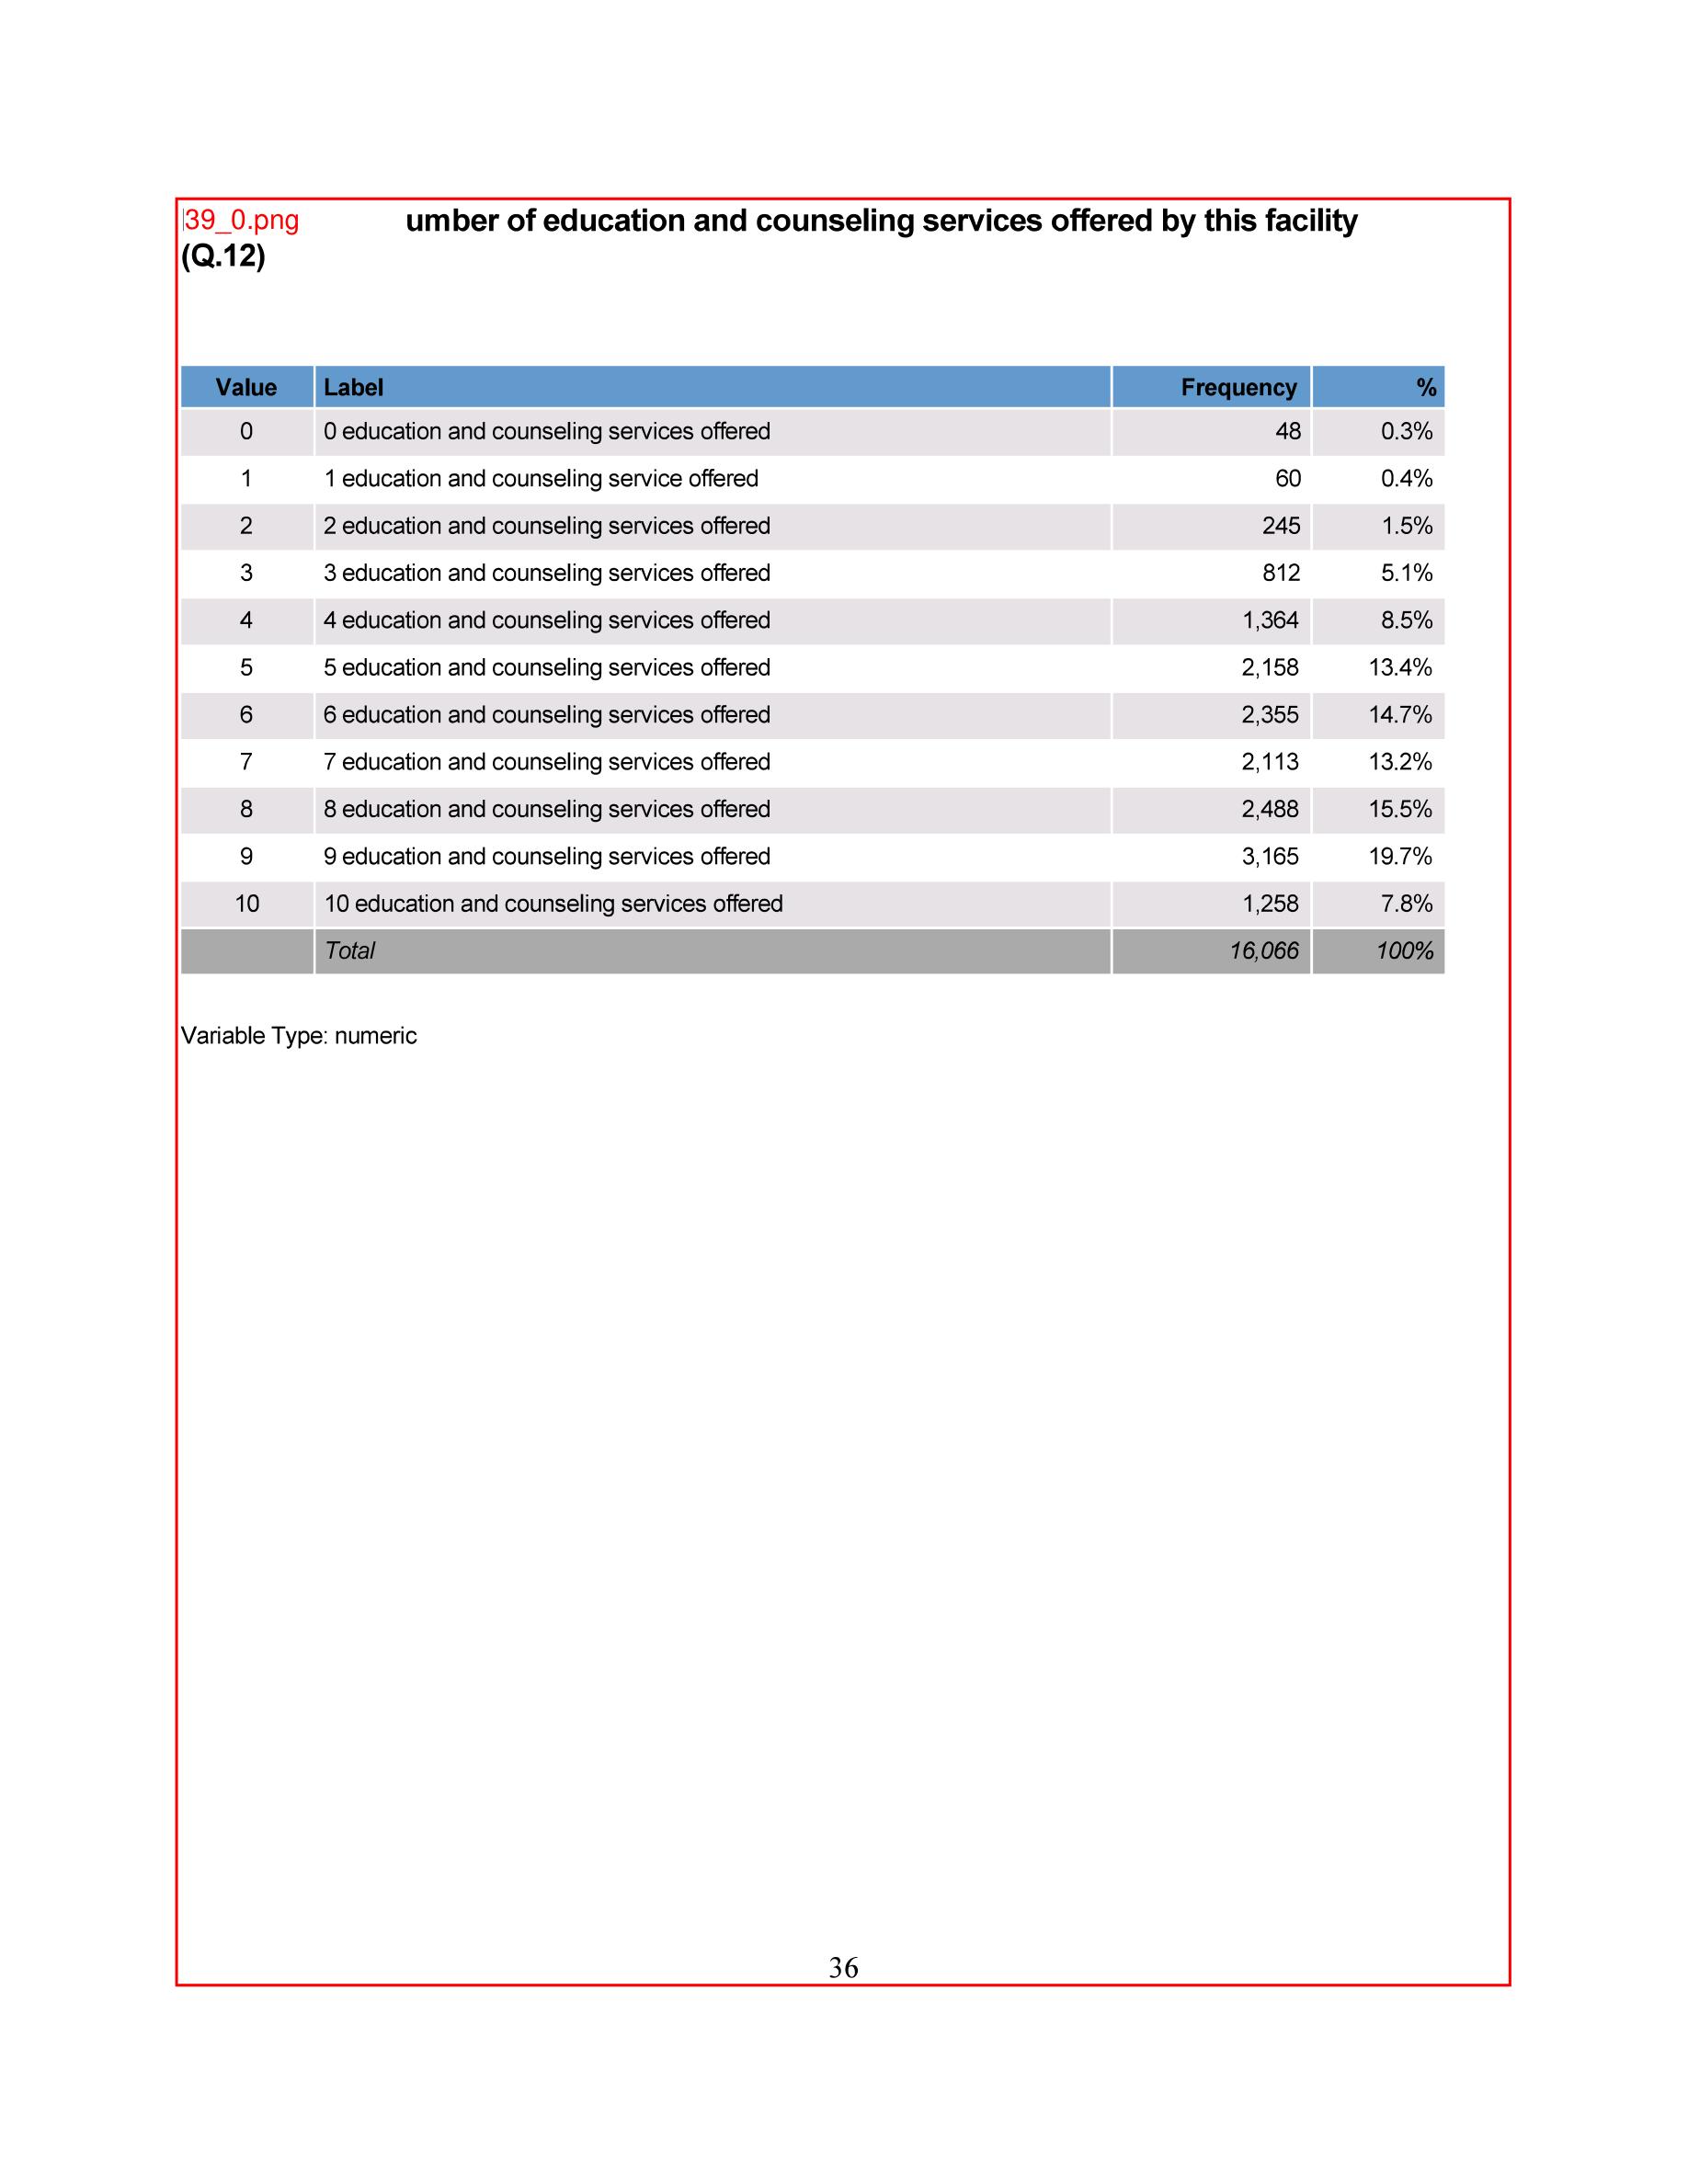 39_0.png umber of education and counseling services offered by this facility
(Q.12)
Value Label Frequency %
0 0 education and counseling services offered 48 0.3%
1 1 education and counseling service offered 60 0.4%
2 2 education and counseling services offered 245 1.5%
3 3 education and counseling services offered 812 5.1%
4 4 education and counseling services offered 1,364 8.5%
5 5 education and counseling services offered 2,158 13.4%
6 6 education and counseling services offered 2,355 14.7%
7 7 education and counseling services offered 2,113 13.2%
8 8 education and counseling services offered 2,488 15.5%
9 9 education and counseling services offered 3,165 19.7%
10 10 education and counseling services offered 1,258 7.8%
Total 16,066 100%
Variable Type: numeric
36